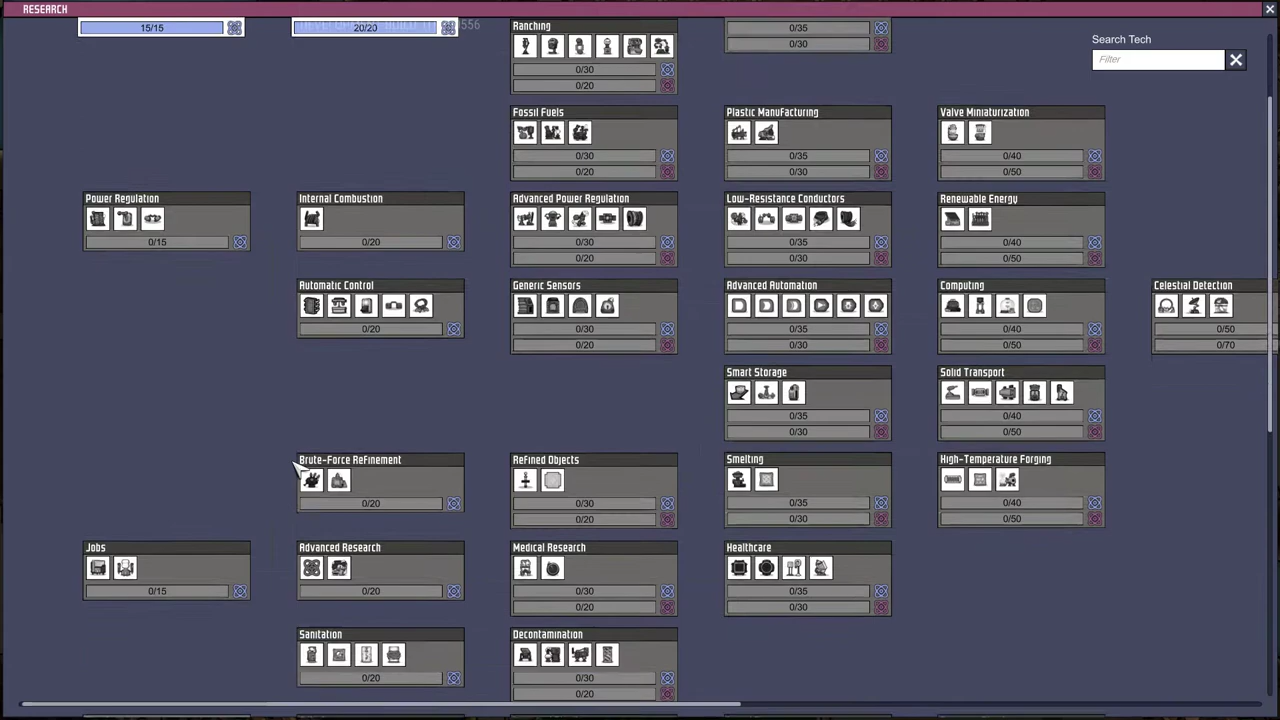 RESEARCH
15/15
20/20
556
Ranching
0/30
0/20
0/35
0/30
Search Tech
Filter
Fossil Fuels
0/30
0/20
Plastic Manufacturing
0/35
0/30
Valve Miniaturization
0/40
0/50
Power Regulation
0/15
Internal Combustion
0/20
Advanced Power Regulation
0/30
0/20
Low-Resistance Conductors
0/35
0/30
Renewable Energy
0/40
0/50
Automatic Control
0/20
Generic Sensors
0/30
0/20
Advanced Automation
0/35
0/30
Computing
0/40
0/50
Celestial Detection
0/50
0/70
Smart Storage
0/35
0/30
Solid Transport
0/40
0/50
Brute-Force Refinement
0/20
Refined Objects
0/30
0/20
Smelting
0/35
0/30
High-Temperature Forging
0/40
0/50
Jobs
0/15
Advanced Research
0/20
Medical Research
0/30
0/20
Healthcare
0/35
0/30
Sanitation
0/20
Decontamination
0/30
0/20